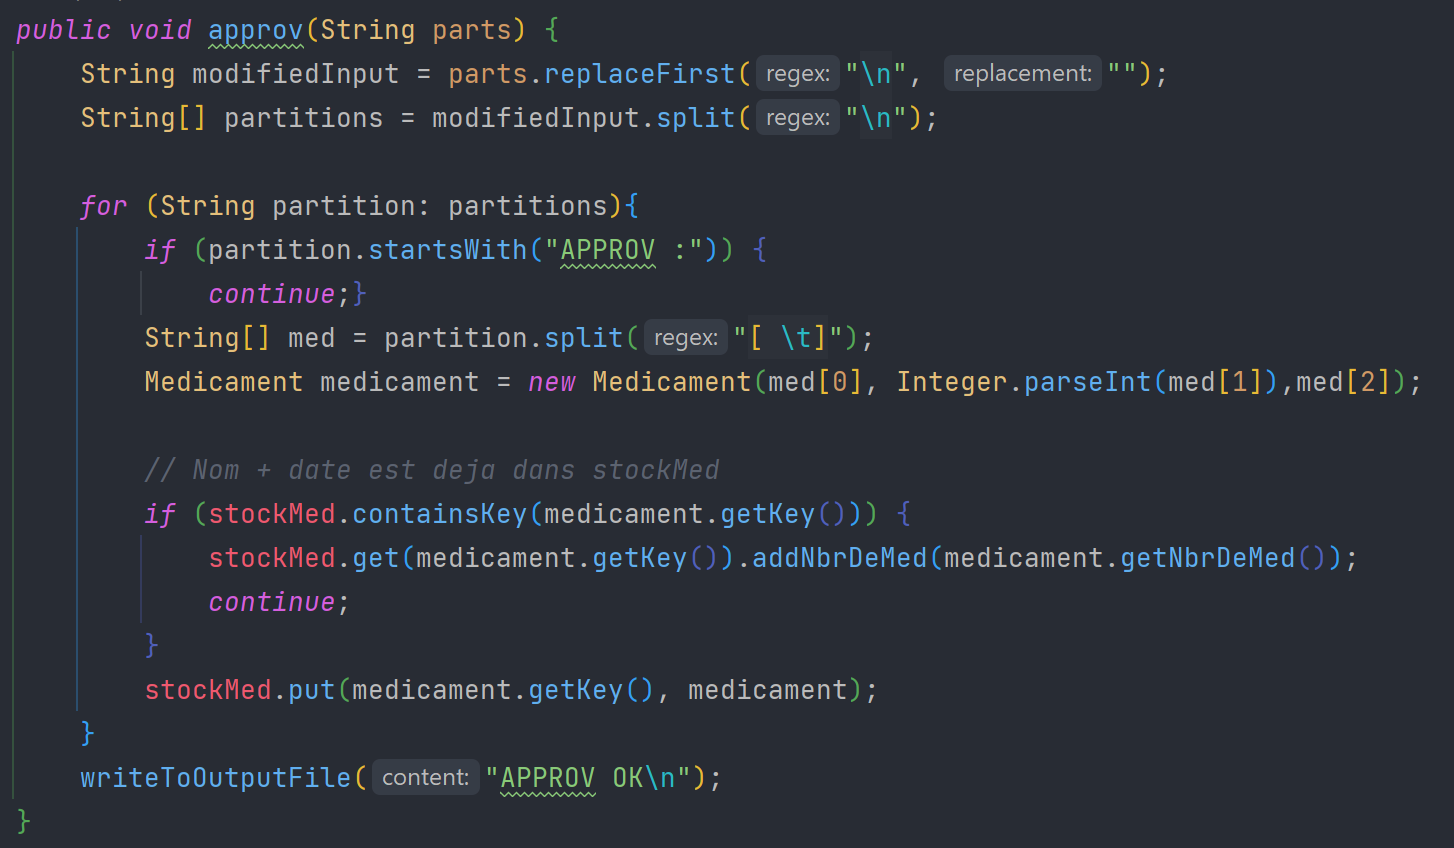 public void approv(String parts) {
    String modifiedInput = parts.replaceFirst( regex: "\n", replacement: "");
    String[] partitions = modifiedInput.split( regex: "\n");

    for (String partition: partitions){
        if (partition.startsWith("APPROV :")) {
            continue;}
        String[] med = partition.split( regex: "[ \t]");
        Medicament medicament = new Medicament(med[0], Integer.parseInt(med[1]),med[2]);

        // Nom + date est deja dans stockMed
        if (stockMed.containsKey(medicament.getKey())) {
            stockMed.get(medicament.getKey()).addNbrDeMed(medicament.getNbrDeMed());
            continue;
        }
        stockMed.put(medicament.getKey(), medicament);
    }
    writeToOutputFile( content: "APPROV OK\n");
}